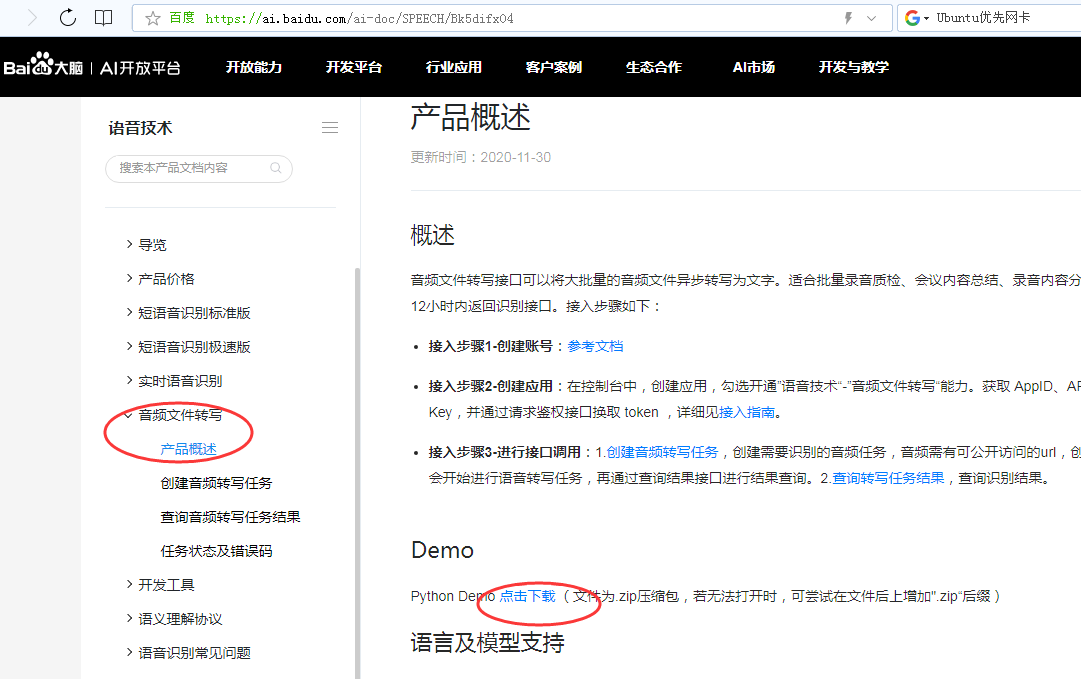 百度 https://ai.baidu.com/ai-doc/SPEECH/Bk5difx04
Ubuntu优先网卡
Bai du 大脑 | AI开放平台 开放能力 开发平台 行业应用 客户案例 生态合作 AI市场 开发与教学
语音技术
搜索本产品文档内容
导览
产品价格
短语音识别标准版
短语音识别极速版
实时语音识别
音频文件转写
产品概述
创建音频转写任务
查询音频转写任务结果
任务状态及错误码
开发工具
语义理解协议
语音识别常见问题
产品概述
更新时间：2020-11-30
概述
音频文件转写接口可以将大批量的音频文件异步转写为文字。适合批量录音质检、会议内容总结、录音内容分
12小时内返回识别接口。接入步骤如下：
• 接入步骤1-创建账号：参考文档
• 接入步骤2-创建应用：在控制台中，创建应用，勾选开通”语音技术“-”音频文件转写“能力。获取 AppID、AP
Key，并通过请求鉴权接口换取 token ，详细见接入指南。
• 接入步骤3-进行接口调用：1.创建音频转写任务，创建需要识别的音频任务，音频需有可公开访问的url，创
会开始进行语音转写任务，再通过查询结果接口进行结果查询。2.查询转写任务结果，查询识别结果。
Demo
Python Demo 点击下载（ 文件为.zip压缩包，若无法打开时，可尝试在文件后上增加".zip“后缀 ）
语言及模型支持